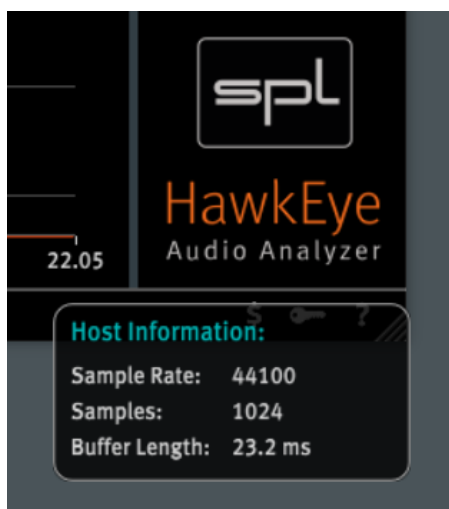 spl
HawkEye
Audio Analyzer
22.05
$ ?
Host Information:
Sample Rate: 44100
Samples: 1024
Buffer Length: 23.2 ms